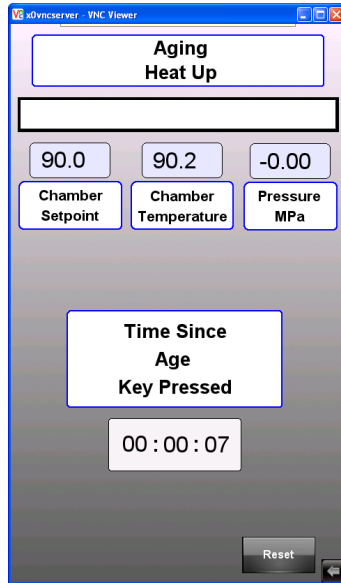 x0vncserver - VNC Viewer
Aging
Heat Up
90.0 90.2 -0.00
Chamber Setpoint
Chamber Temperature
Pressure MPa
Time Since
Age
Key Pressed
00 : 00 : 07
Reset